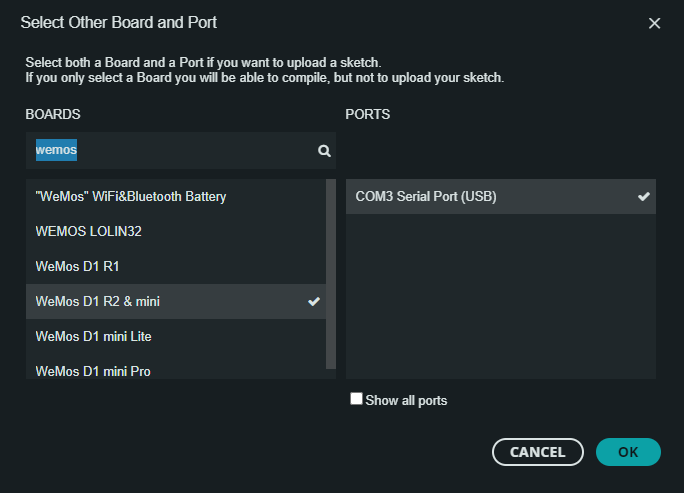 Select Other Board and Port
Select both a Board and a Port if you want to upload a sketch.
If you only select a Board you will be able to compile, but not to upload your sketch.
BOARDS
PORTS
wemos
"WeMos" WiFi&Bluetooth Battery
COM3 Serial Port (USB)
WEMOS LOLIN32
WeMos D1 R1
WeMos D1 R2 & mini
WeMos D1 mini Lite
WeMos D1 mini Pro
Show all ports
CANCEL
OK